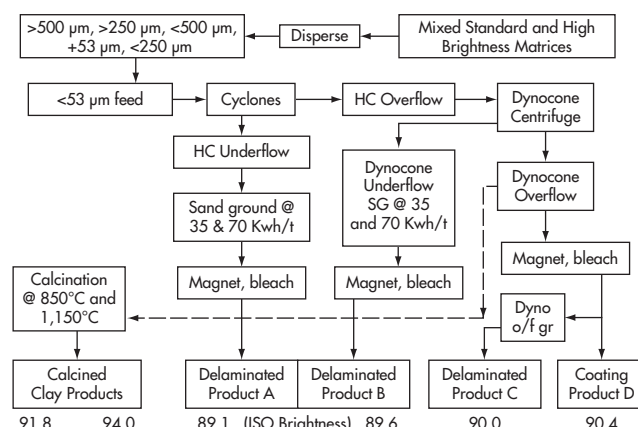 >500 µm, >250 µm, <500 µm,
+53 µm, <250 µm
Disperse
Mixed Standard and High
Brightness Matrices
<53 µm feed
Cyclones
HC Overflow
Dynocone
Centrifuge
HC Underflow
Dynocone
Underflow
SG @ 35
and 70 Kwh/t
Dynocone
Overflow
Sand ground @
35 & 70 Kwh/t
Calcination
@ 850°C and
1,150°C
Magnet, bleach
Magnet, bleach
Magnet, bleach
Dyno
o/f gr
Calcined
Clay Products
Delaminated
Product A
Delaminated
Product B
Delaminated
Product C
Coating
Product D
91.8 94.0 89.1 (ISO Brightness) 89.6 90.0 90.4